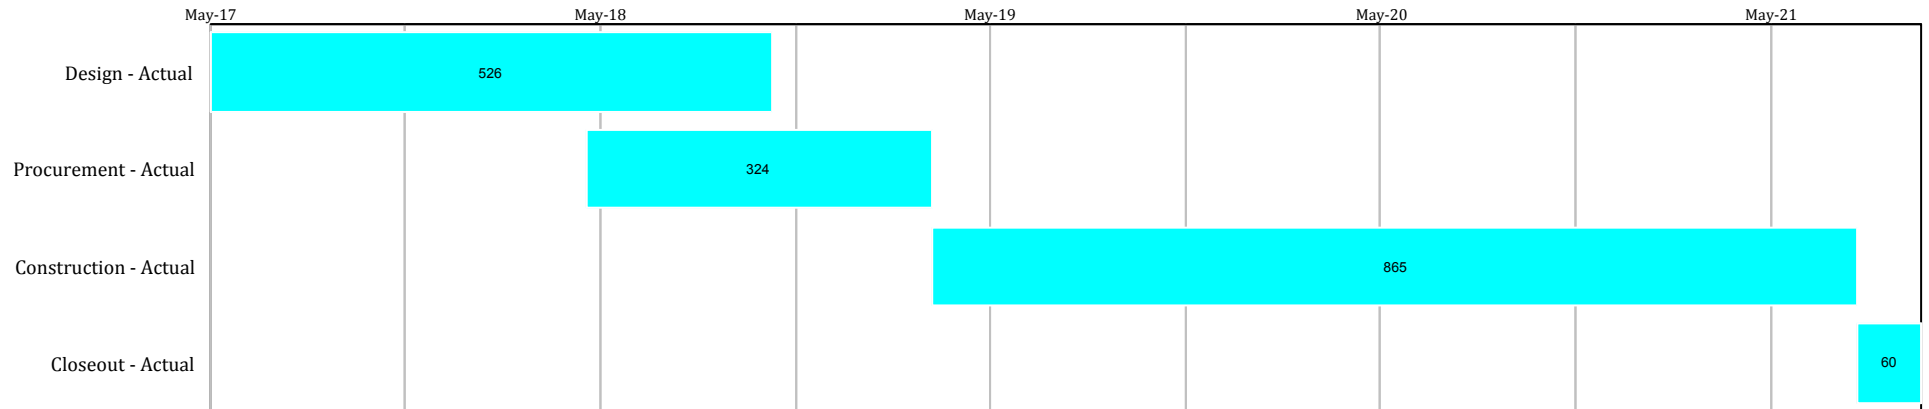 May-17 May-18 May-19 May-20 May-21
Design - Actual 526
Procurement - Actual 324
Construction - Actual 865
Closeout - Actual 60